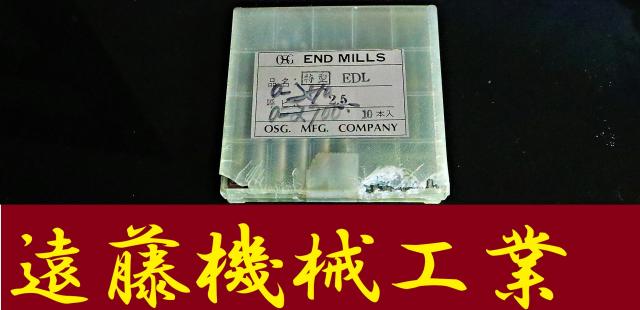 OSG END MILLS
品名: 特型 EDL
2.5
10本入
OSG. MFG. COMPANY
遠藤機械工業